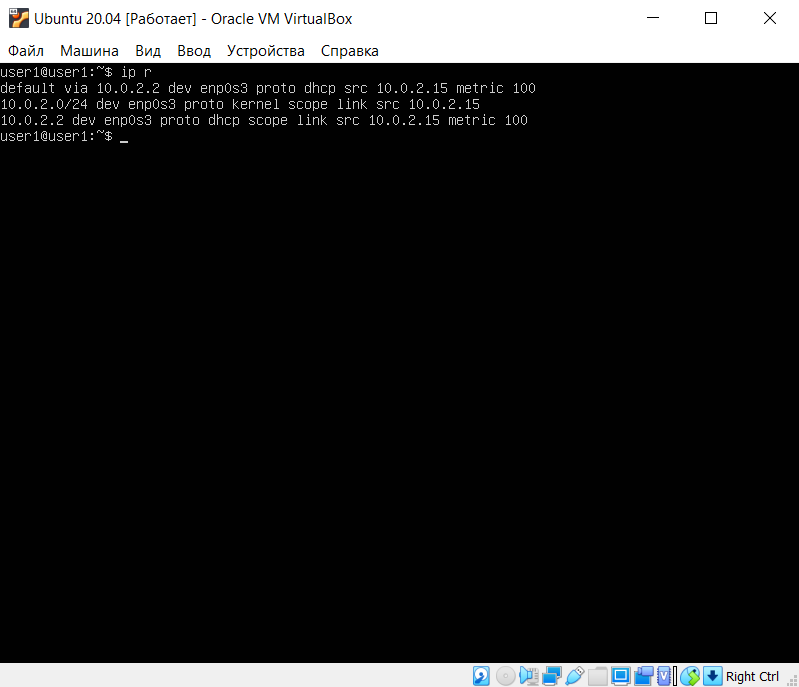 Ubuntu 20.04 [Работает] - Oracle VM VirtualBox
Файл Машина Вид Ввод Устройства Справка
user1@user1:~$ ip r
default via 10.0.2.2 dev enp0s3 proto dhcp src 10.0.2.15 metric 100
10.0.2.0/24 dev enp0s3 proto kernel scope link src 10.0.2.15
10.0.2.2 dev enp0s3 proto dhcp scope link src 10.0.2.15 metric 100
user1@user1:~$ _
Right Ctrl